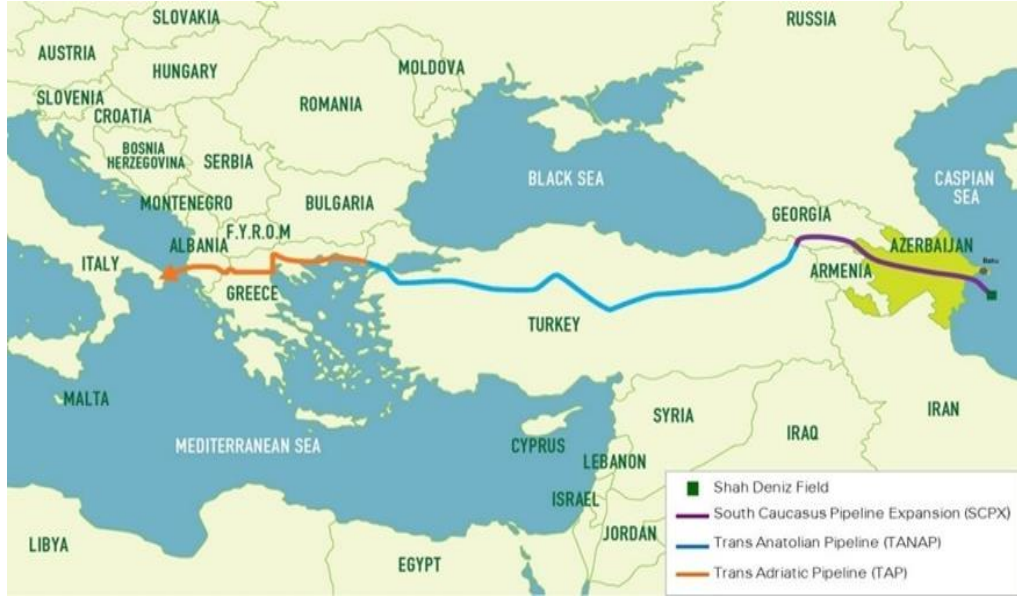 SLOVAKIA
RUSSIA
AUSTRIA
HUNGARY
MOLDOVA
SLOVENIA
CROATIA
ROMANIA
BOSNIA
HERZEGOVINA
SERBIA
BLACK SEA
CASPIAN
SEA
MONTENEGRO
BULGARIA
GEORGIA
F.Y.R.O.M
ALBANIA
AZERBAIJAN
ITALY
Baku
ARMENIA
GREECE
TURKEY
MALTA
SYRIA
IRAN
MEDITERRANEAN SEA
CYPRUS
IRAQ
LEBANON
ISRAEL
JORDAN
LIBYA
EGYPT
Shah Deniz Field
South Caucasus Pipeline Expansion (SCPX)
Trans Anatolian Pipeline (TANAP)
Trans Adriatic Pipeline (TAP)